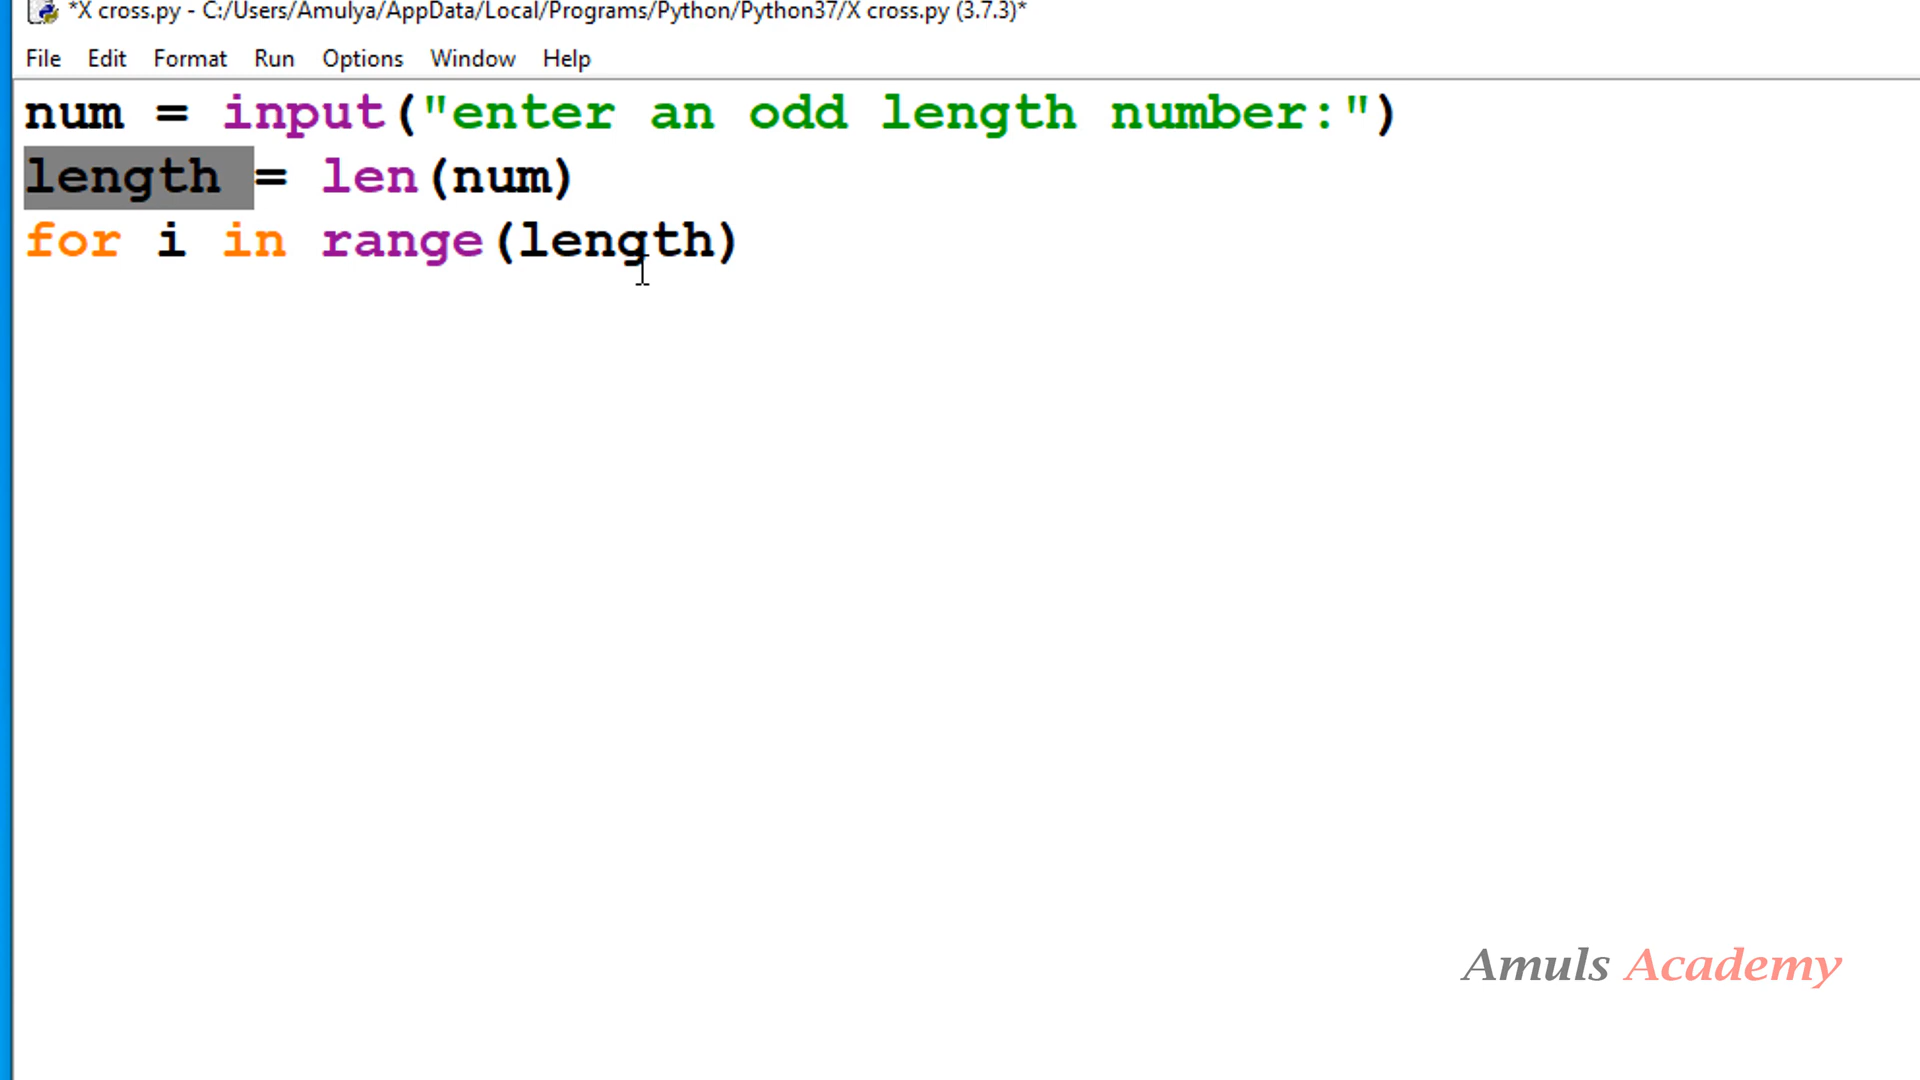 *X cross.py - C:/Users/Amulya/AppData/Local/Programs/Python/Python37/X cross.py (3.7.3)*
File Edit Format Run Options Window Help
num = input("enter an odd length number:")
length = len(num)
for i in range(length)
Amuls Academy